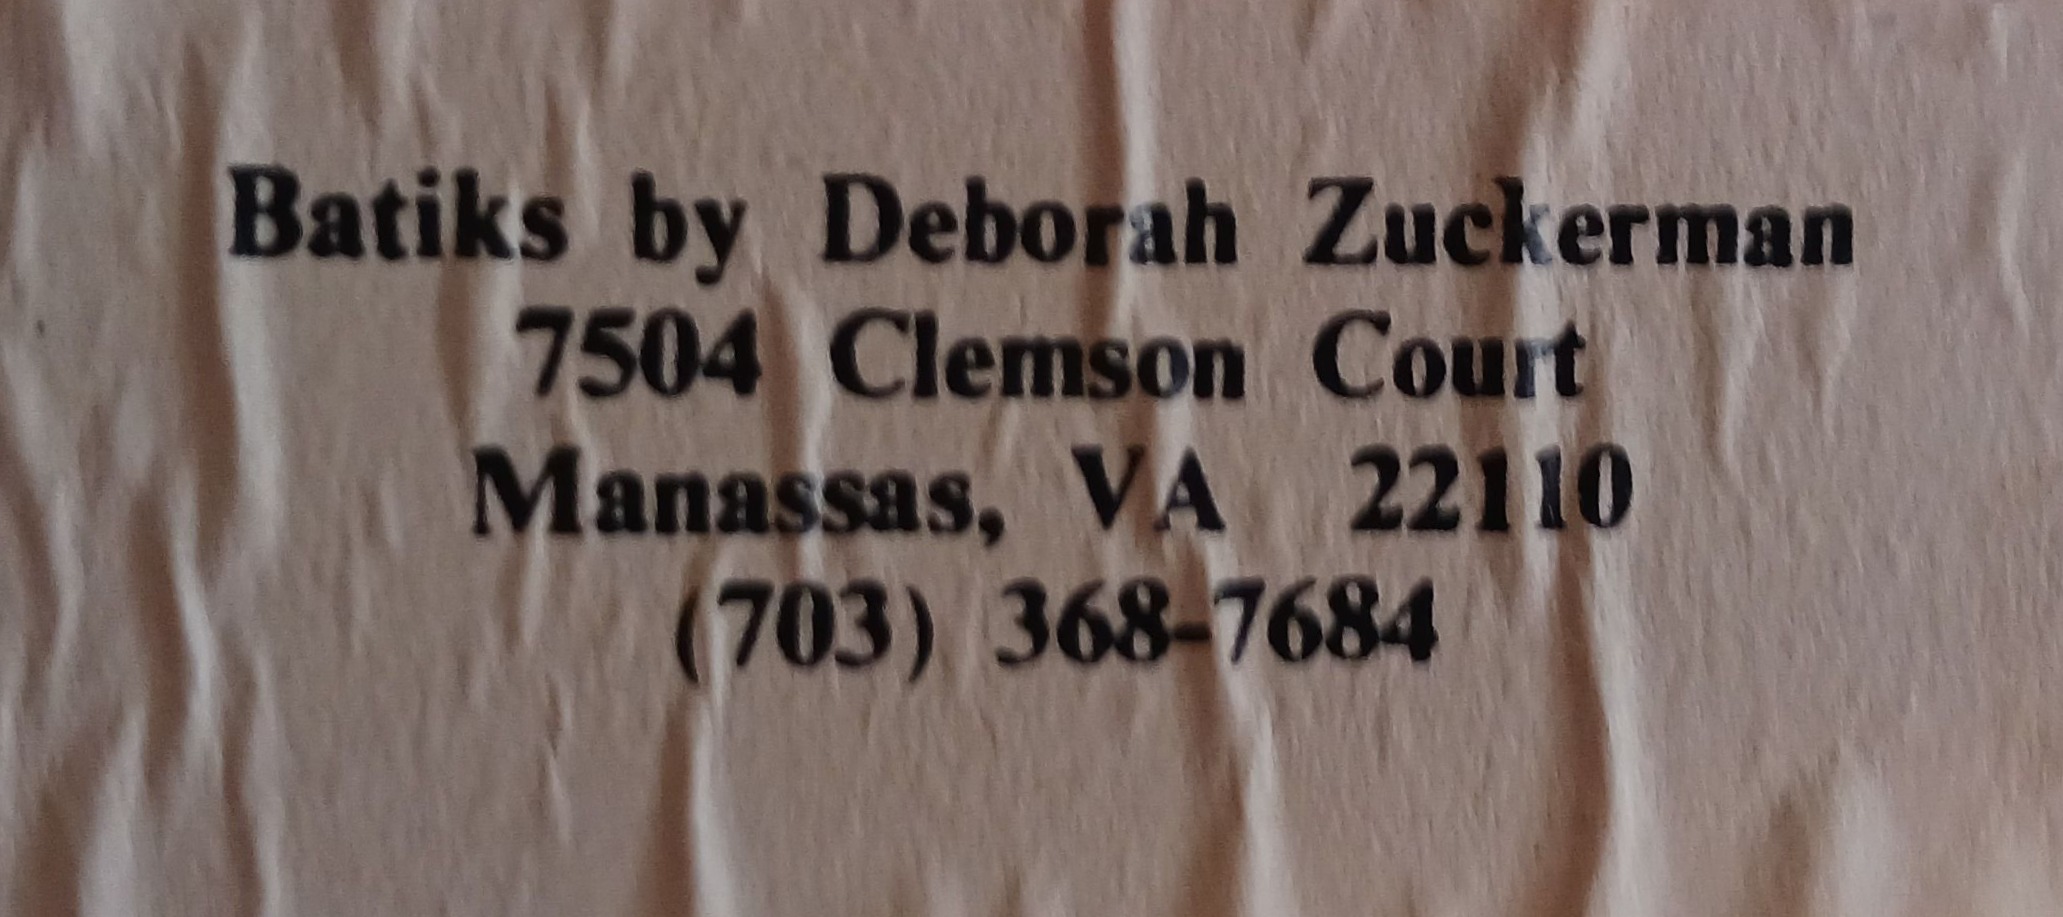 Batiks by Deborah Zuckerman
7504 Clemson Court
Manassas, VA 22110
(703) 368-7684